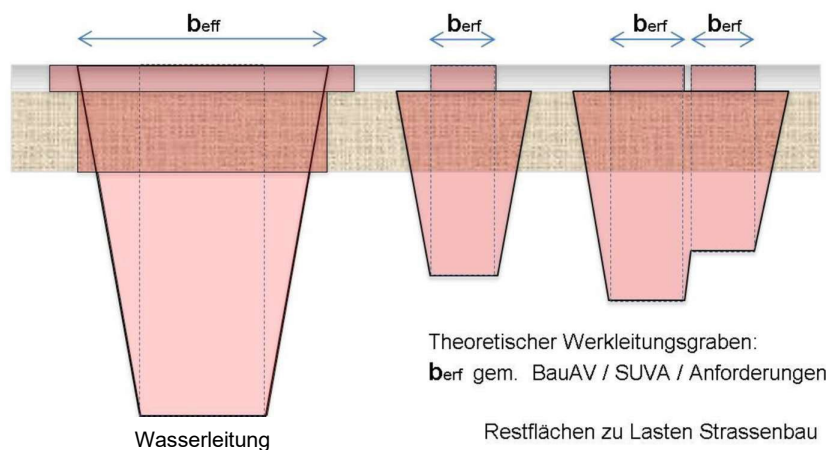 beff
berf
berf
berf
Theoretischer Werkleitungsgraben:
berf gem. BauAV / SUVA / Anforderungen
Wasserleitung
Restflächen zu Lasten Strassenbau